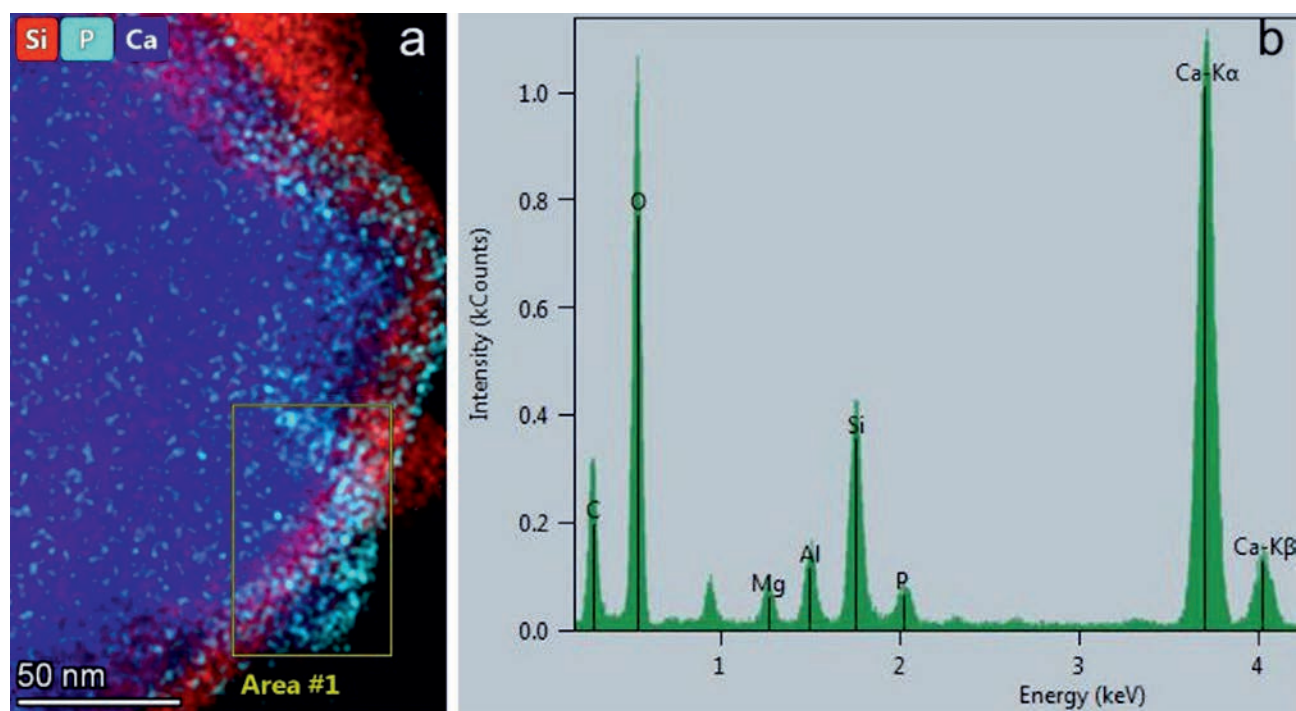 Si P Ca a
50 nm
Area #1
b
Intensity (kCounts)
1.0
0.8
0.6
0.4
0.2
0.0
C
O
Mg
Al
Si
P
Ca-Kα
Ca-Kβ
1 2 3 4
Energy (keV)